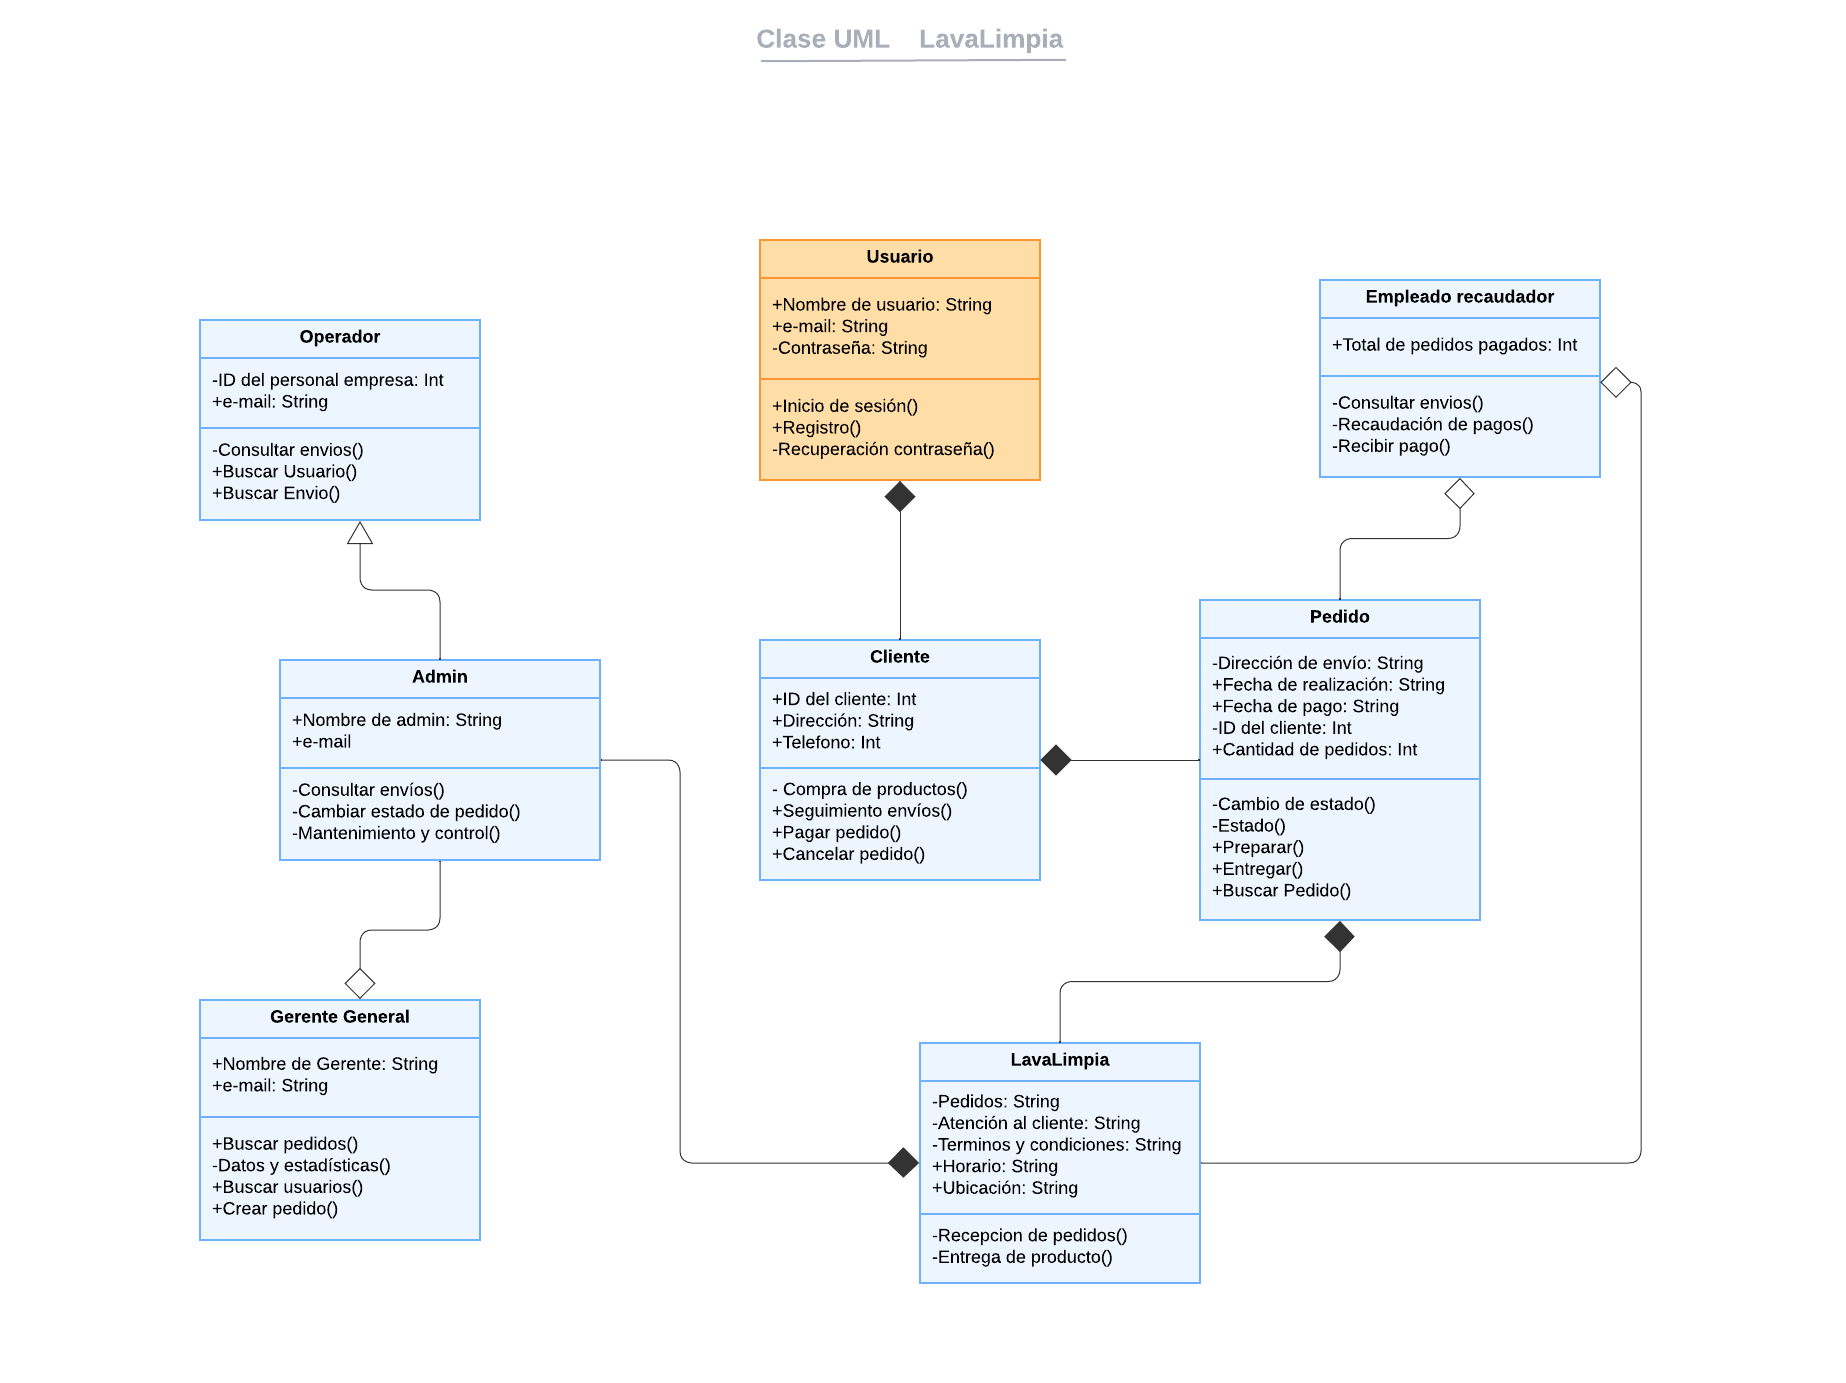 Clase UML LavaLimpia
Usuario
+Nombre de usuario: String
+e-mail: String
-Contraseña: String
+Inicio de sesión()
+Registro()
-Recuperación contraseña()
Empleado recaudador
+Total de pedidos pagados: Int
-Consultar envios()
-Recaudación de pagos()
-Recibir pago()
Operador
-ID del personal empresa: Int
+e-mail: String
-Consultar envios()
+Buscar Usuario()
+Buscar Envio()
Admin
+Nombre de admin: String
+e-mail
-Consultar envíos()
-Cambiar estado de pedido()
-Mantenimiento y control()
Cliente
+ID del cliente: Int
+Dirección: String
+Telefono: Int
- Compra de productos()
+Seguimiento envíos()
+Pagar pedido()
+Cancelar pedido()
Pedido
-Dirección de envío: String
+Fecha de realización: String
+Fecha de pago: String
-ID del cliente: Int
+Cantidad de pedidos: Int
-Cambio de estado()
-Estado()
+Preparar()
+Entregar()
+Buscar Pedido()
Gerente General
+Nombre de Gerente: String
+e-mail: String
+Buscar pedidos()
-Datos y estadísticas()
+Buscar usuarios()
+Crear pedido()
LavaLimpia
-Pedidos: String
-Atención al cliente: String
-Terminos y condiciones: String
+Horario: String
+Ubicación: String
-Recepcion de pedidos()
-Entrega de producto()